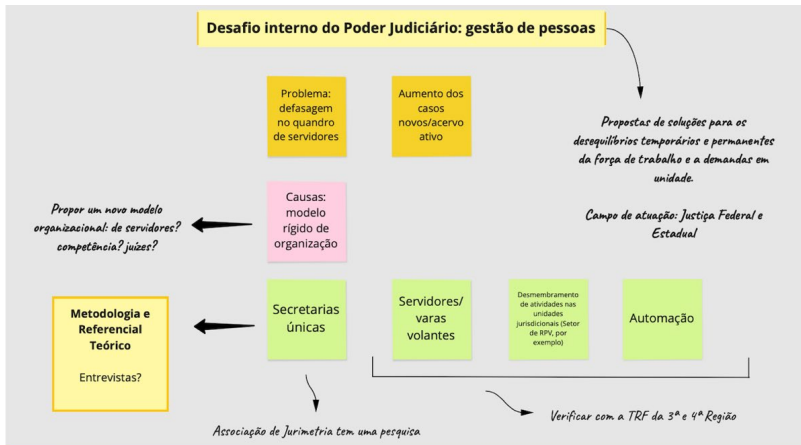 Desafio interno do Poder Judiciário: gestão de pessoas
Problema:
defasagem
no quandro
de servidores
Aumento dos
casos
novos/acervo
ativo
Propostas de soluções para os
desequilíbrios temporários e permanentes
da força de trabalho e a demandas em
unidade.
Campo de atuação: Justiça Federal e
Estadual
Causas:
modelo
rígido de
organização
Propor um novo modelo
organizacional: de servidores?
competência? juízes?
Secretarias
únicas
Servidores/
varas
volantes
Desmembramento
de atividades nas
unidades
jurisdicionais (Setor
de RPV, por
exemplo)
Automação
Metodologia e
Referencial
Teórico
Entrevistas?
Associação de Jurimetria tem uma pesquisa
Verificar com a TRF da 3ª e 4ª Região